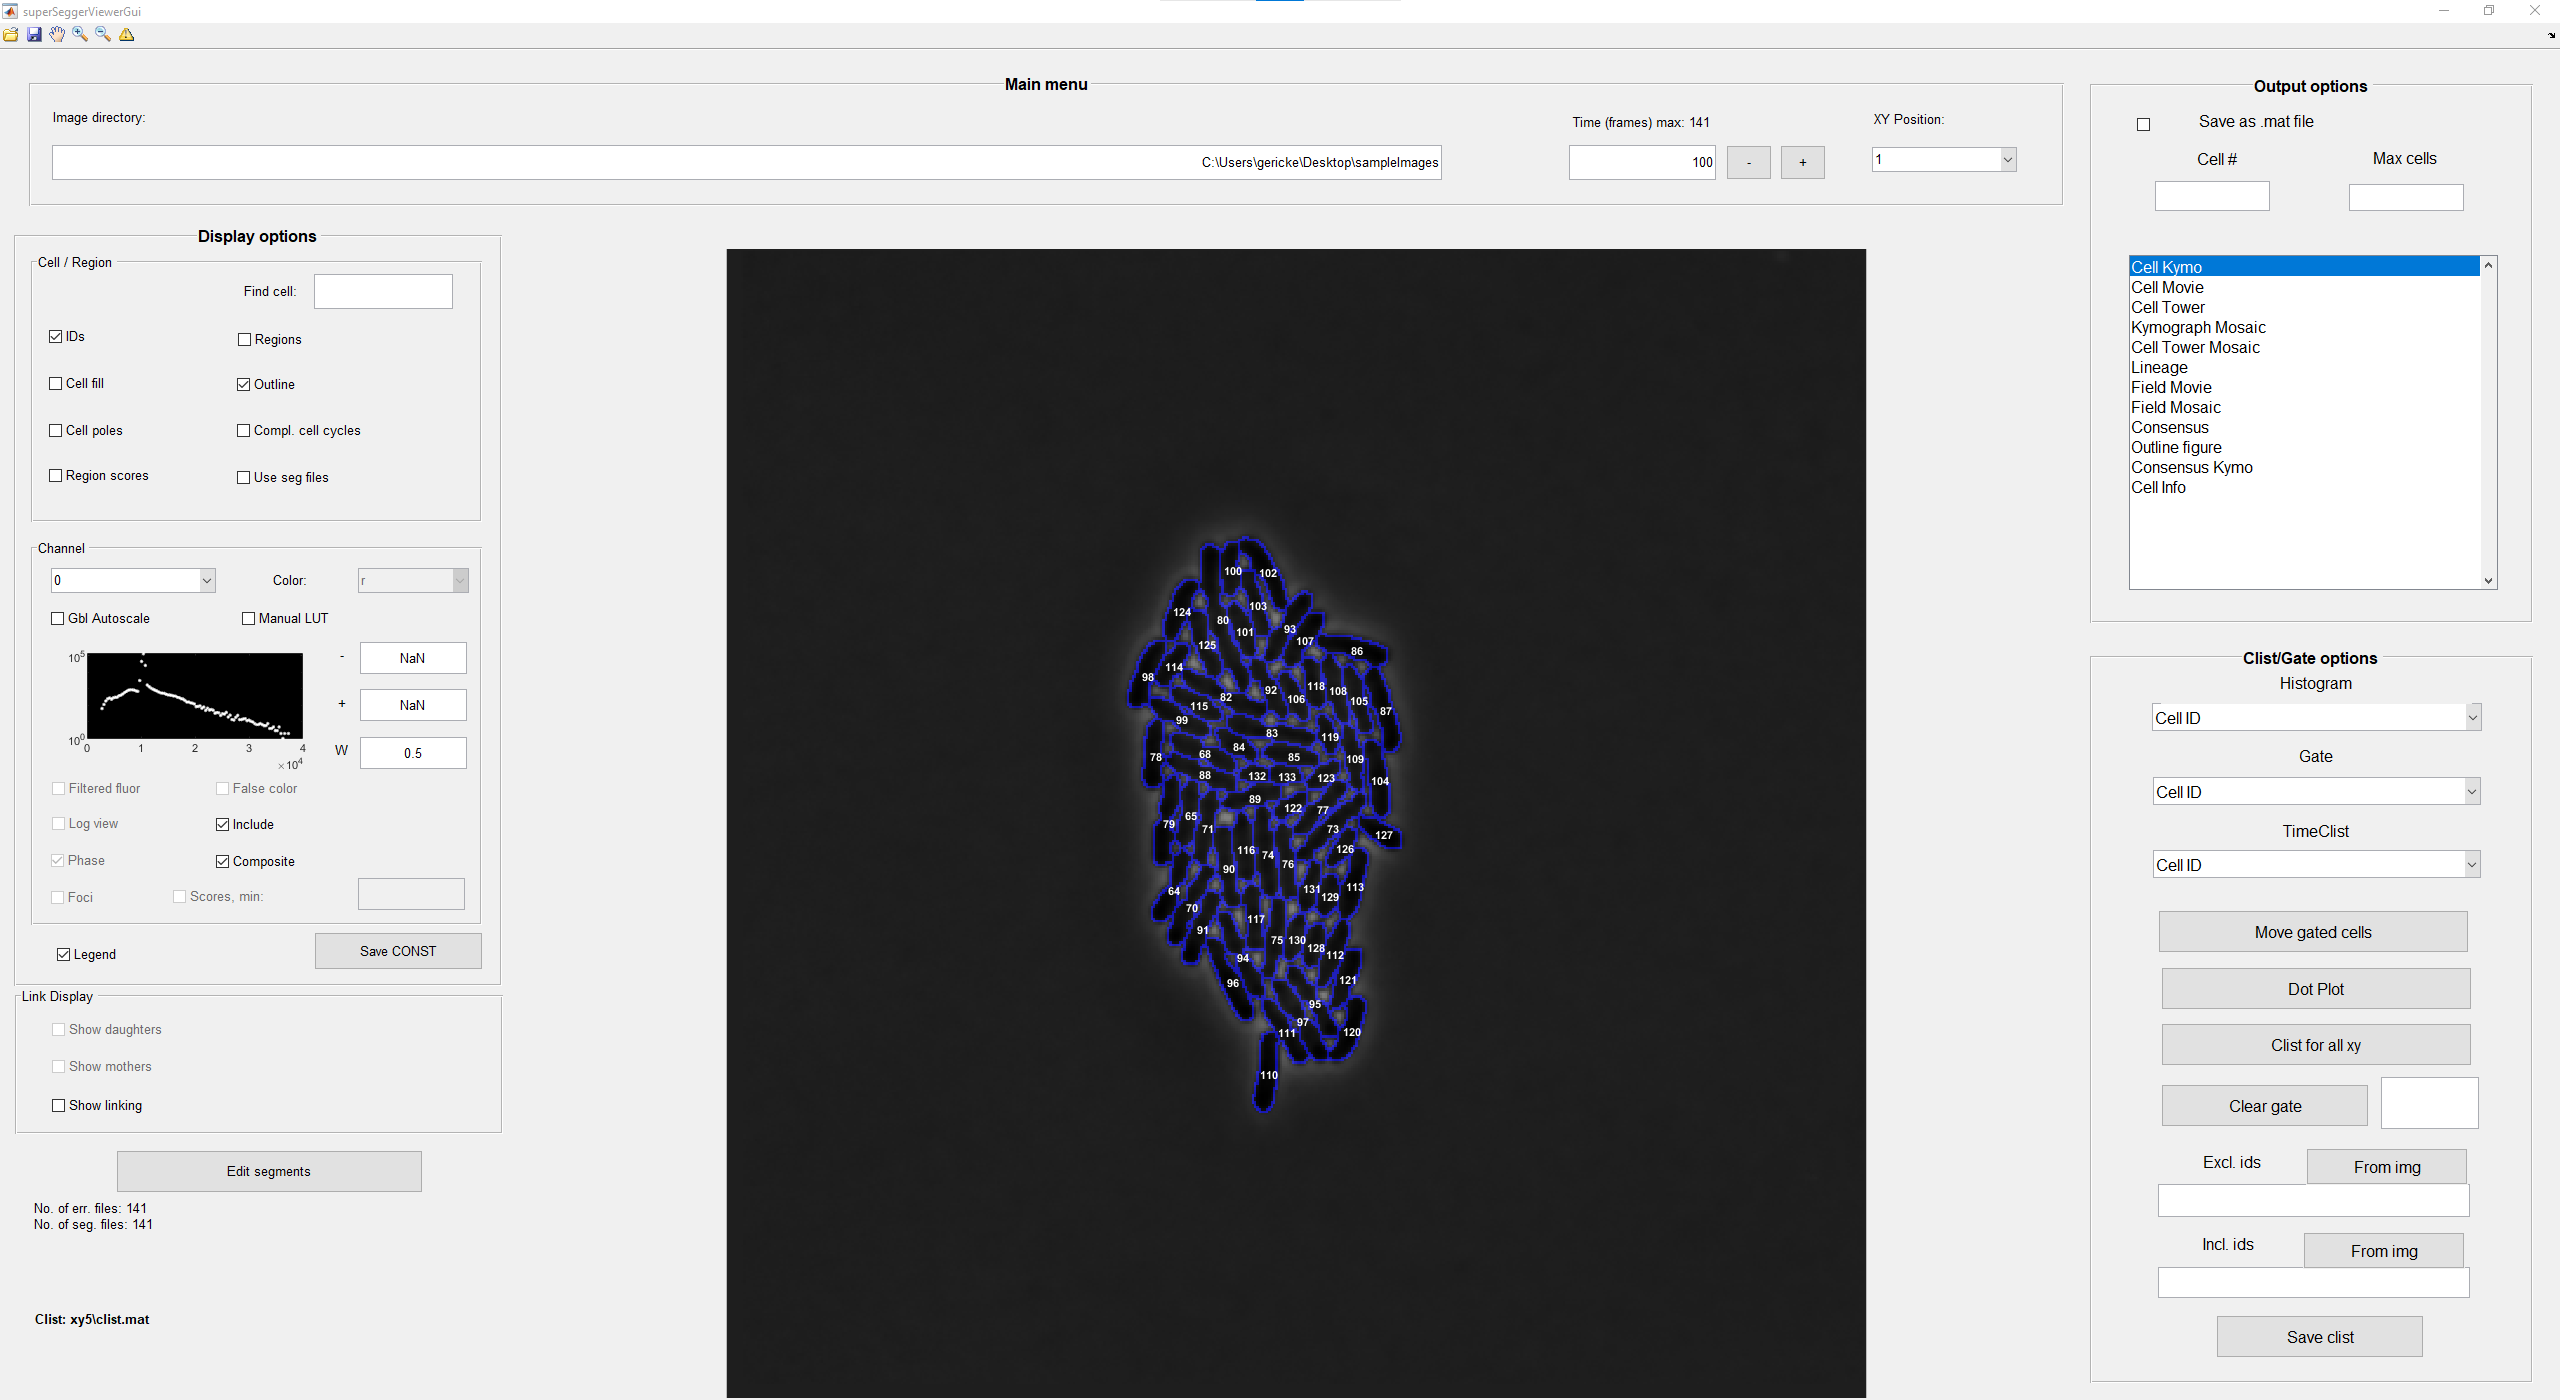 superSeggerViewerGui
Main menu
Image directory:
C:\Users\gericke\Desktop\sampleImages
Time (frames) max: 141
100
-
+
XY Position:
1
Display options
Cell / Region
Find cell:
IDs
Regions
Cell fill
Outline
Cell poles
Compl. cell cycles
Region scores
Use seg files
Channel
0
Color:
r
Gbl Autoscale
Manual LUT
10^5
10^0
0 1 2 3 4
×10^4
- NaN
+ NaN
W 0.5
Filtered fluor
False color
Log view
Include
Phase
Composite
Foci
Scores, min:
Legend
Save CONST
Link Display
Show daughters
Show mothers
Show linking
Edit segments
No. of err. files: 141
No. of seg. files: 141
Clist: xy5\clist.mat
100 102
103
124
80
101
93
125
107
86
114
98
118
92
108
82
106
105
115
87
99
83
119
84
68
85
78
109
88
132
133
123
104
89
122
77
65
79
71
73
127
116
126
74
76
90
113
131
64
129
70
117
91
75
130
128
112
94
121
96
95
97
111
120
110
Output options
Save as .mat file
Cell #
Max cells
Cell Kymo
Cell Movie
Cell Tower
Kymograph Mosaic
Cell Tower Mosaic
Lineage
Field Movie
Field Mosaic
Consensus
Outline figure
Consensus Kymo
Cell Info
Clist/Gate options
Histogram
Cell ID
Gate
Cell ID
TimeClist
Cell ID
Move gated cells
Dot Plot
Clist for all xy
Clear gate
Excl. ids
From img
Incl. ids
From img
Save clist